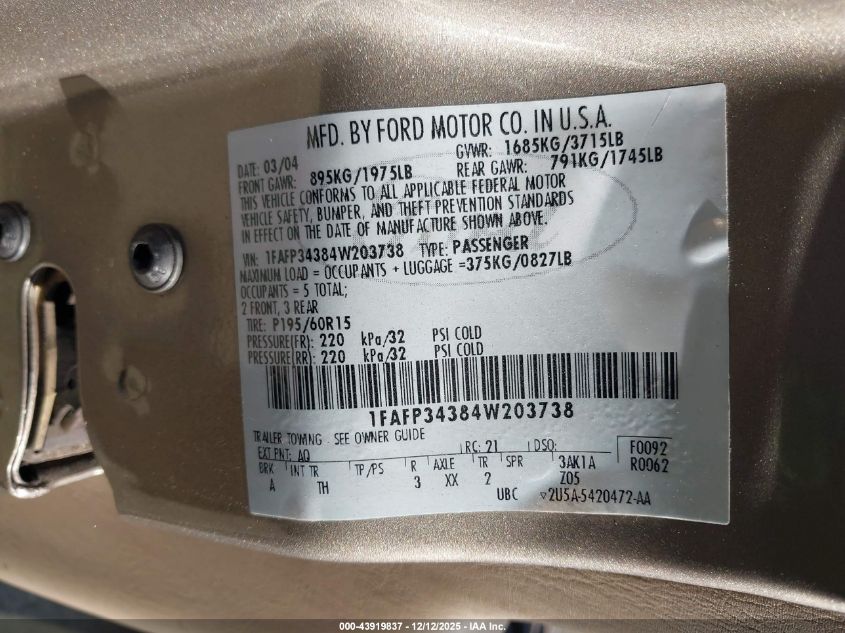 MFD. BY FORD MOTOR CO. IN U.S.A.
DATE: 03/04 GVWR: 1685KG/3715LB
FRONT GAWR: 895KG/1975LB REAR GAWR: 791KG/1745LB
THIS VEHICLE CONFORMS TO ALL APPLICABLE FEDERAL MOTOR
VEHICLE SAFETY, BUMPER, AND THEFT PREVENTION STANDARDS
IN EFFECT ON THE DATE OF MANUFACTURE SHOWN ABOVE.
VIN: 1FAFP34384W203738 TYPE: PASSENGER
MAXIMUM LOAD = OCCUPANTS + LUGGAGE =375KG/0827LB
OCCUPANTS = 5 TOTAL;
2 FRONT, 3 REAR
TIRE: P195/60R15
PRESSURE(FR): 220 kPa/32 PSI COLD
PRESSURE(RR): 220 kPa/32 PSI COLD
1FAFP34384W203738
TRAILER TOWING - SEE OWNER GUIDE
EXT PNT: AQ RC: 21 DSO: F0092
BRK INT TR TP/PS R AXLE TR SPR 3AK1A R0062
A TH 3 XX 2 Z05
UBC ▽2U5A-5420472-AA
000-43919837 - 12/12/2025 - IAA Inc.